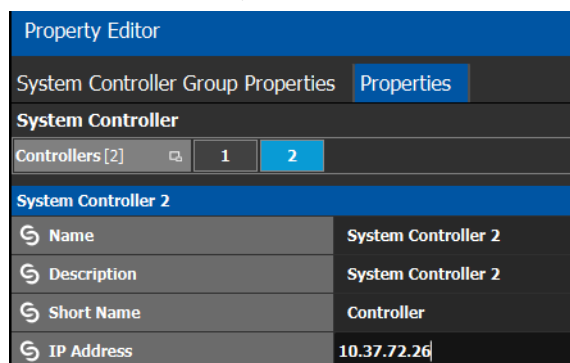 Property Editor
System Controller Group Properties Properties
System Controller
Controllers [2] 1 2
System Controller 2
Name System Controller 2
Description System Controller 2
Short Name Controller
IP Address 10.37.72.26